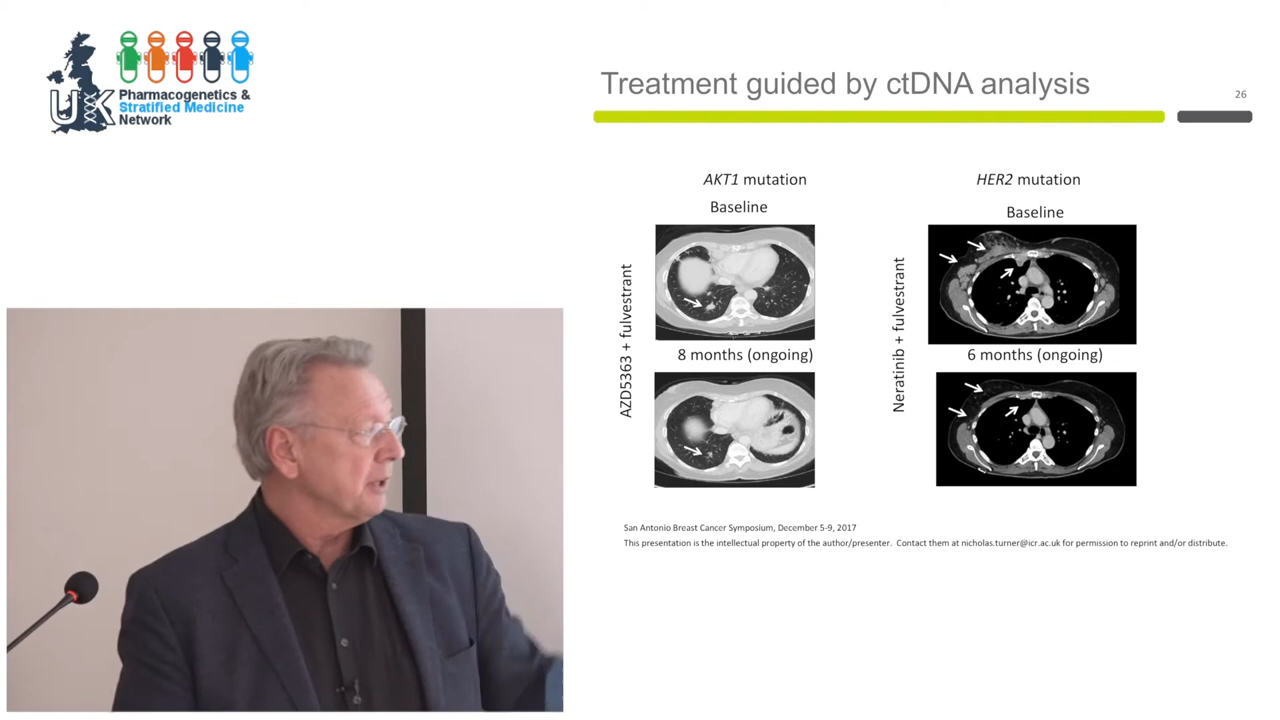 UK
Pharmacogenetics &
Stratified Medicine
Network
Treatment guided by ctDNA analysis
26
AKT1 mutation
Baseline
AZD5363 + fulvestrant
8 months (ongoing)
HER2 mutation
Baseline
Neratinib + fulvestrant
6 months (ongoing)
San Antonio Breast Cancer Symposium, December 5-9, 2017
This presentation is the intellectual property of the author/presenter. Contact them at nicholas.turner@icr.ac.uk for permission to reprint and/or distribute.